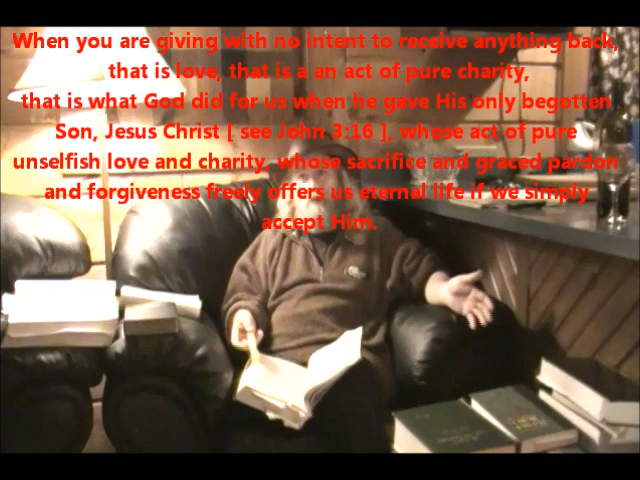 When you are giving with no intent to receive anything back,
that is love, that is a an act of pure charity,
that is what God did for us when he gave His only begotten
Son, Jesus Christ [ see John 3:16 ], whose act of pure
unselfish love and charity, whose sacrifice and graced pardon
and forgiveness freely offers us eternal life if we simply
accept Him.